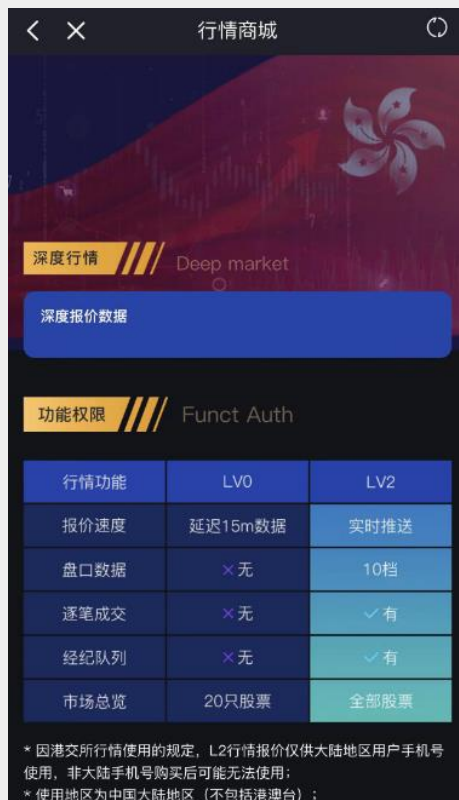 行情商城
深度行情 Deep market
深度报价数据
功能权限 Funct Auth
行情功能 LV0 LV2
报价速度 延迟15m数据 实时推送
盘口数据 ×无 10档
逐笔成交 ×无 ✓有
经纪队列 ×无 ✓有
市场总览 20只股票 全部股票
* 因港交所行情使用的规定，L2行情报价仅供大陆地区用户手机号
使用，非大陆手机号购买后可能无法使用；
* 使用地区为中国大陆地区（不包括港澳台）；